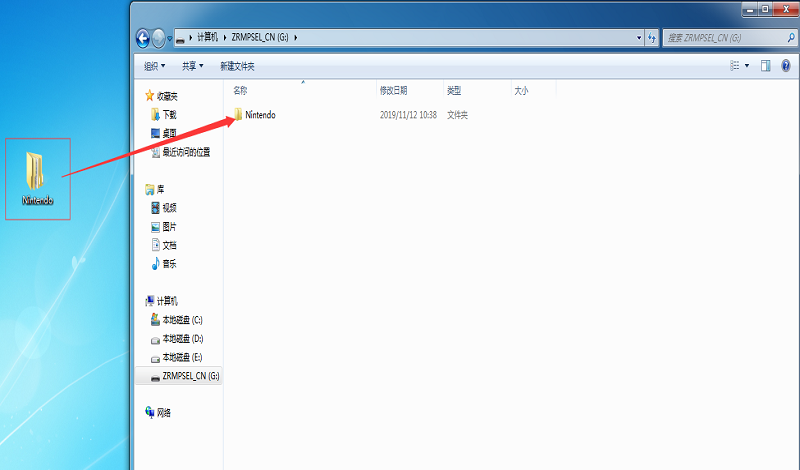 计算机 ZRMPSEL_CN (G:)
搜索 ZRMPSEL_CN (G:)
组织 共享 新建文件夹
名称 修改日期 类型 大小
Nintendo 2019/11/12 10:38 文件夹
收藏夹
下载
桌面
最近访问的位置
库
视频
图片
文档
音乐
计算机
本地磁盘 (C:)
本地磁盘 (D:)
本地磁盘 (E:)
ZRMPSEL_CN (G:)
网络
Nintendo